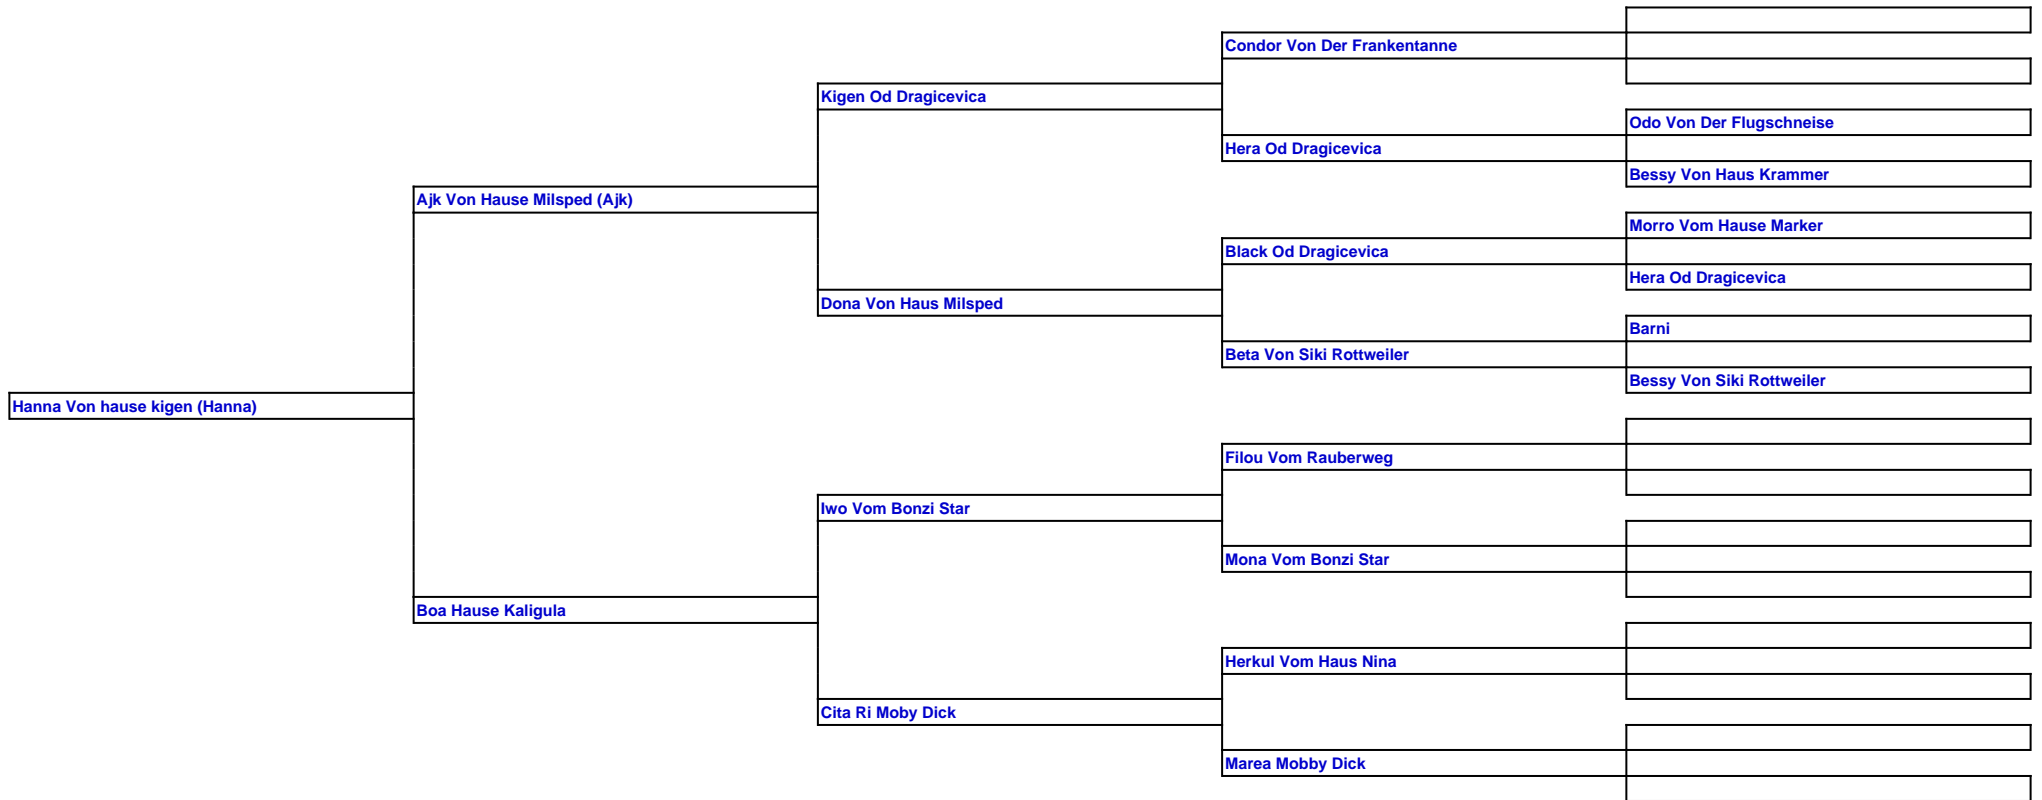 Condor Von Der Frankentanne
Kigen Od Dragicevica
Odo Von Der Flugschneise
Hera Od Dragicevica
Bessy Von Haus Krammer
Ajk Von Hause Milsped (Ajk)
Morro Vom Hause Marker
Black Od Dragicevica
Hera Od Dragicevica
Dona Von Haus Milsped
Barni
Beta Von Siki Rottweiler
Bessy Von Siki Rottweiler
Hanna Von hause kigen (Hanna)
Filou Vom Rauberweg
Iwo Vom Bonzi Star
Mona Vom Bonzi Star
Boa Hause Kaligula
Herkul Vom Haus Nina
Cita Ri Moby Dick
Marea Mobby Dick